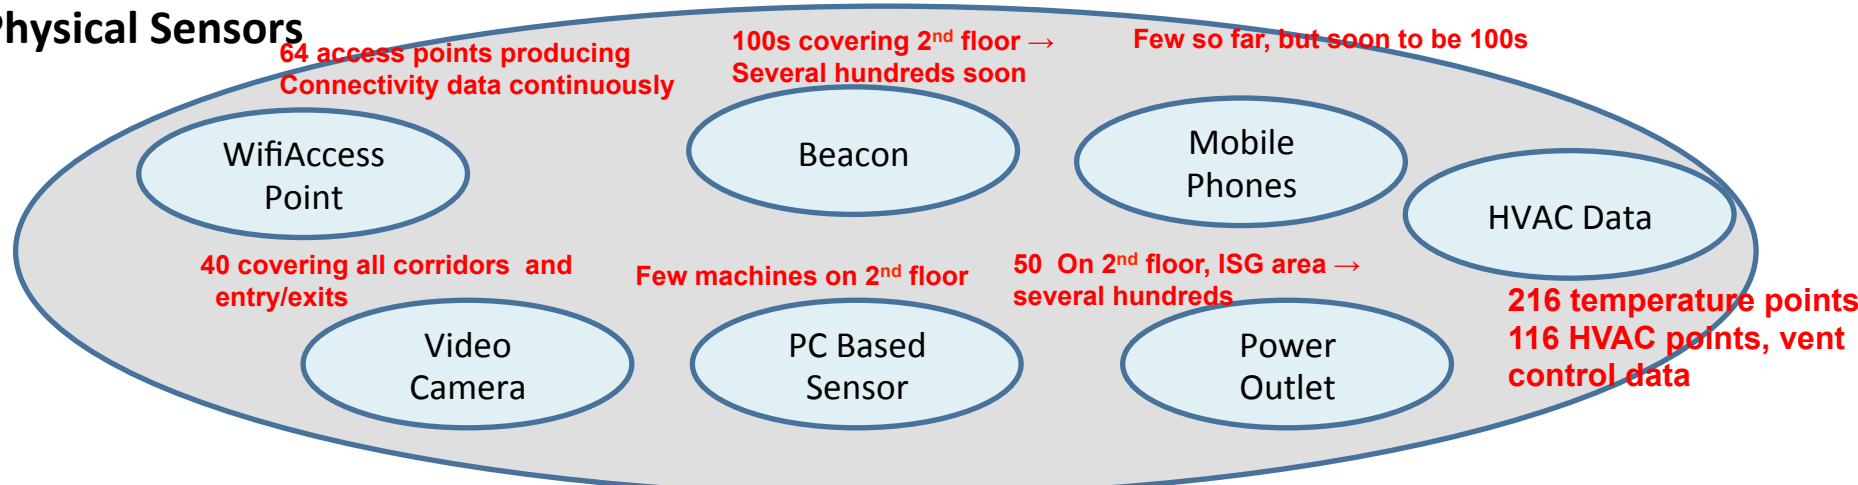 Physical Sensors
64 access points producing
Connectivity data continuously
100s covering 2nd floor →
Several hundreds soon
Few so far, but soon to be 100s
WifiAccess
Point
Beacon
Mobile
Phones
HVAC Data
40 covering all corridors and
entry/exits
Few machines on 2nd floor
50 On 2nd floor, ISG area →
several hundreds
216 temperature points
116 HVAC points, vent
control data
Video
Camera
PC Based
Sensor
Power
Outlet